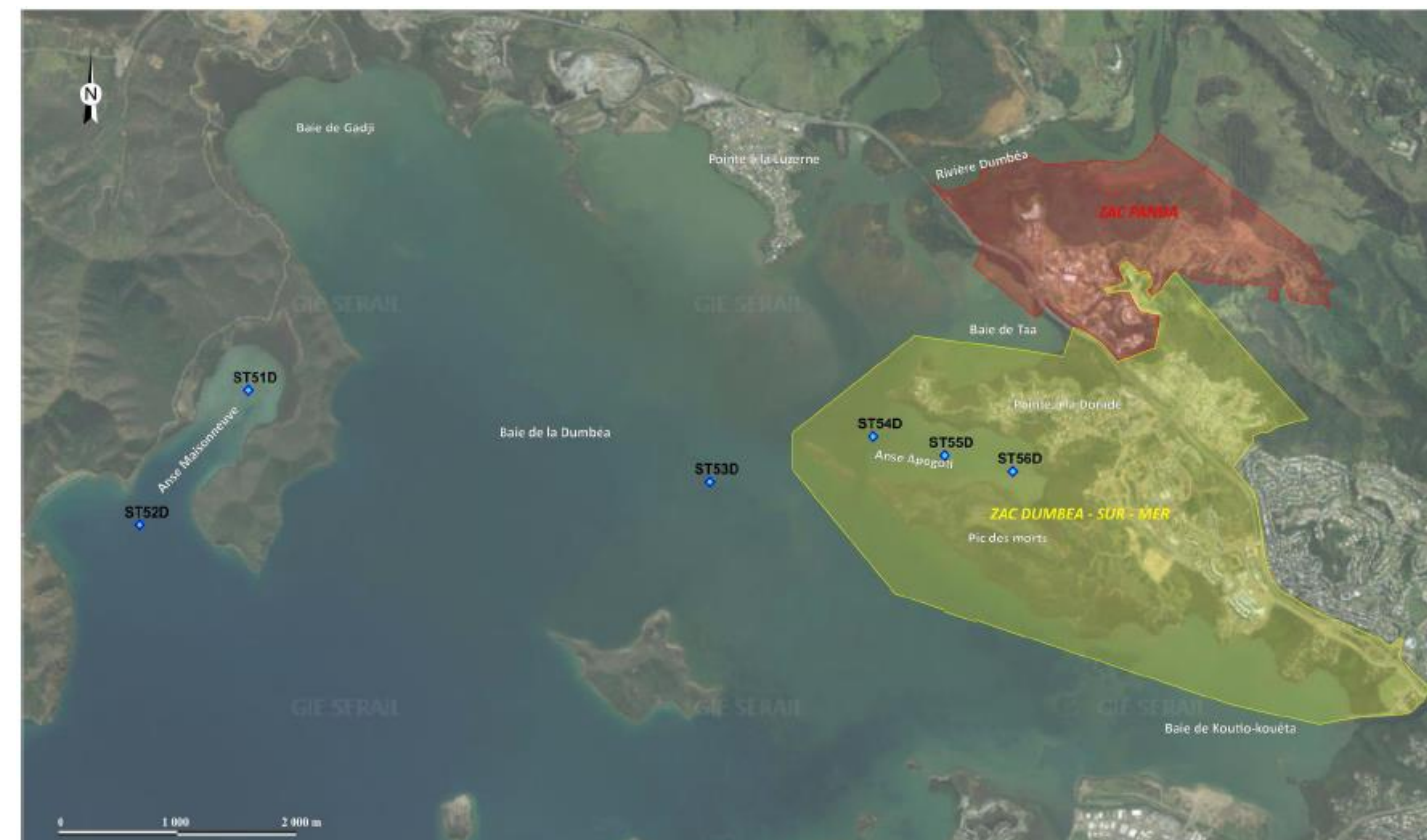 N
Baie de Gadji
Pointe à la Luzerne
Rivière Dumbéa
ZAC PANDA
GIE SERAIL
GIE SERAIL
Baie de Taa
ST51D
Anse Maisonneuve
Pointe à la Dorade
Baie de la Dumbéa
ST54D
ST55D
Anse Apogoti
ST56D
ST53D
ST52D
ZAC DUMBEA - SUR - MER
Pic des morts
GIE SERAIL
GIE SERAIL
GIE SERAIL
Baie de Koutio-kouéta
0 1 000 2 000 m